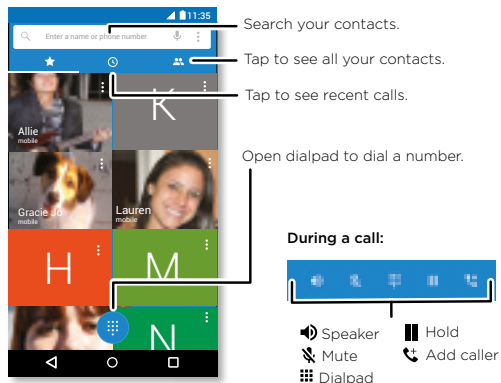 11:35
Enter a name or phone number
Search your contacts.
Tap to see all your contacts.
Tap to see recent calls.
Allie
mobile
K
Gracie Jo
mobile
Lauren
mobile
Open dialpad to dial a number.
H
M
N
During a call:
Speaker
Hold
Mute
Add caller
Dialpad